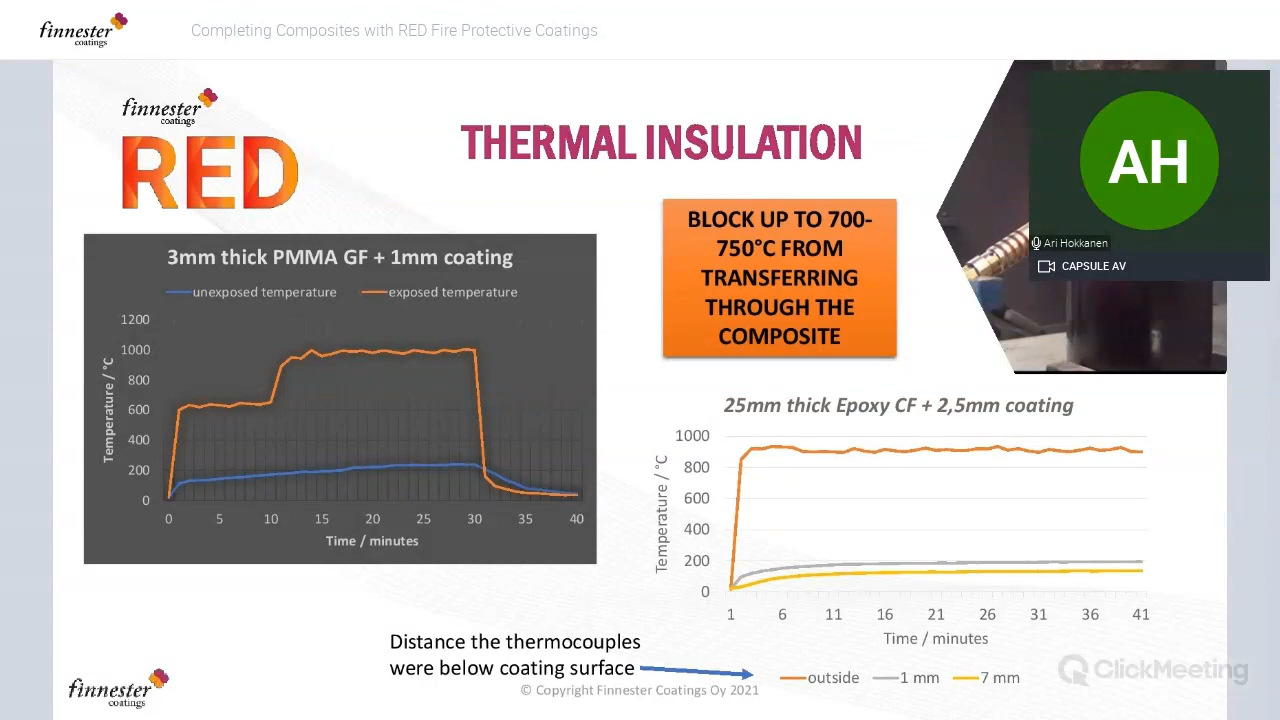 finnester
coatings
Completing Composites with RED Fire Protective Coatings
finnester
coatings
RED
THERMAL INSULATION
AH
Ari Hokkanen
CAPSULE AV
BLOCK UP TO 700-
750°C FROM
TRANSFERRING
THROUGH THE
COMPOSITE
3mm thick PMMA GF + 1mm coating
unexposed temperature
exposed temperature
Temperature / °C
1200
1000
800
600
400
200
0
0 5 10 15 20 25 30 35 40
Time / minutes
25mm thick Epoxy CF + 2,5mm coating
Temperature / °C
1000
800
600
400
200
0
1 6 11 16 21 26 31 36 41
Time / minutes
outside 1 mm 7 mm
Distance the thermocouples
were below coating surface
© Copyright Finnester Coatings Oy 2021
finnester
coatings
ClickMeeting